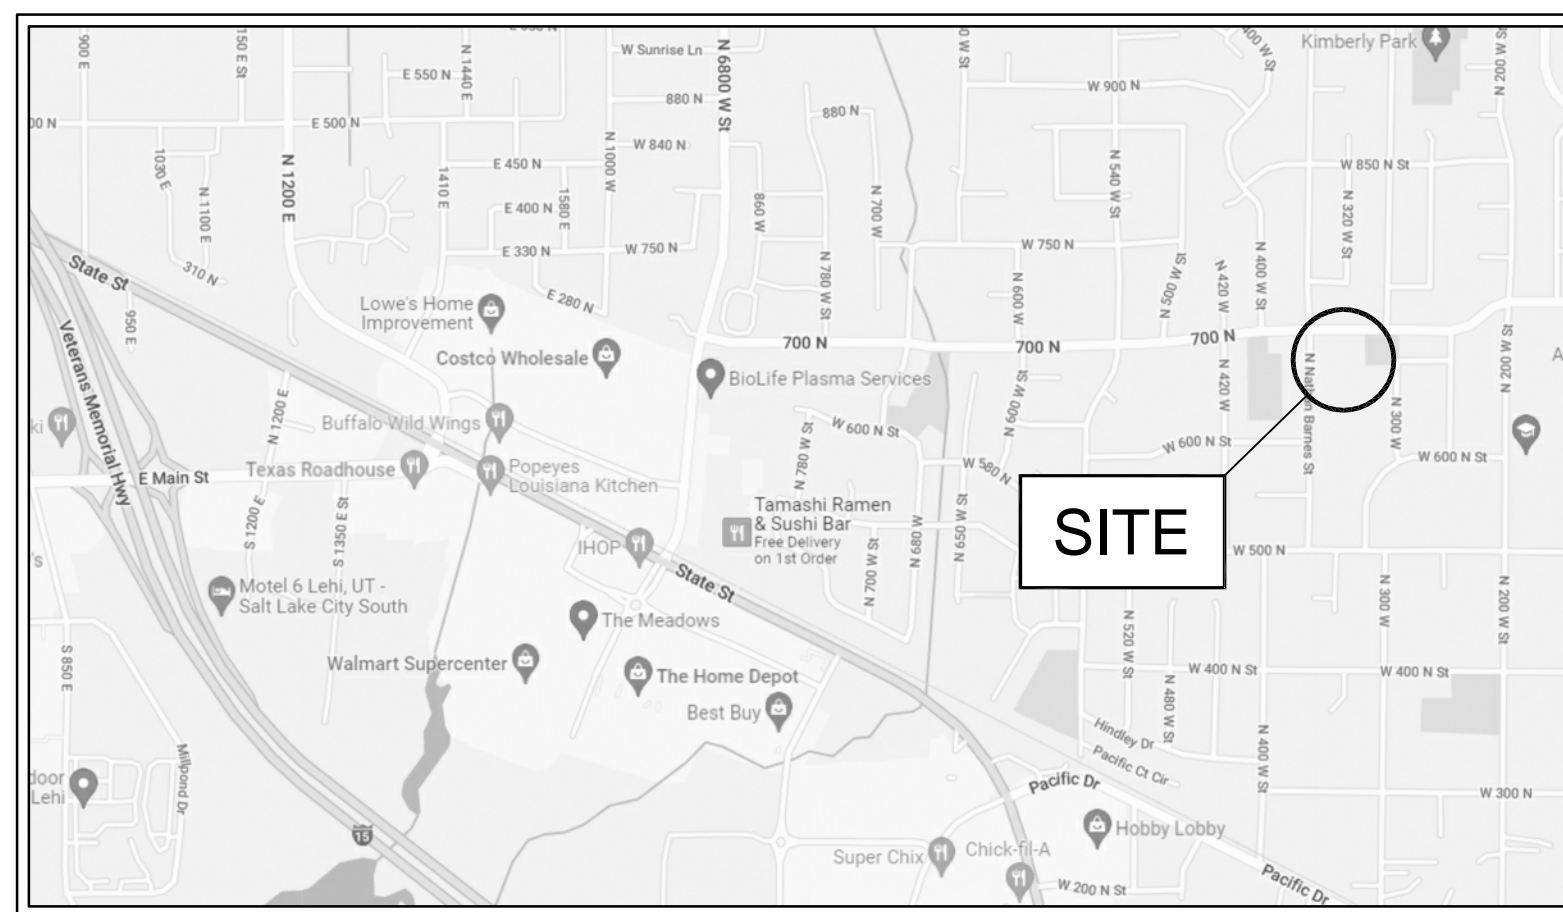 900 E
150 E St
N 1440 E
E 550 N
W Sunrise Ln
N 6800 W St
880 N
880 N
W 900 N
Kimberly Park
N 200 W St
E 500 N
1030 E
N 1100 E
N 1200 E
1410 E
E 450 N
W 840 N
N 1000 W
E 400 N
1580 E
860 W
N 700 W
N 540 W St
W 850 N St
N 320 W St
E 330 N
W 750 N
W 750 N
310 N
State St
950 E
E 280 N
N 780 W St
N 600 W
N 500 W St
N 420 W
N 400 W St
Lowe's Home
Improvement
Costco Wholesale
700 N
700 N
700 N
BioLife Plasma Services
N 200 W St
Veterans Memorial Hwy
N 1200 E
Buffalo Wild Wings
W 600 N St
N 600 W St
N 420 W
N 300 W
Texas Roadhouse
E Main St
Popeyes
Louisiana Kitchen
N 780 W St
W 580 N
W 600 N St
W 600 N St
S 1200 E
S 1350 E St
Tamashi Ramen
& Sushi Bar
Free Delivery
on 1st Order
N 680 W
N 650 W St
SITE
IHOP
W 500 N
State St
N 700 W St
Motel 6 Lehi, UT -
Salt Lake City South
The Meadows
N 520 W St
N 300 W
N 200 W St
S 850 E
Walmart Supercenter
The Home Depot
W 400 N St
W 400 N St
N 480 W St
Best Buy
Hindley Dr
Pacific Ct Cir
N 400 W St
Millpond Dr
Lehi
Pacific Dr
W 300 N
15
Hobby Lobby
Super Chix
Chick-fil-A
W 200 N St
Pacific Dr